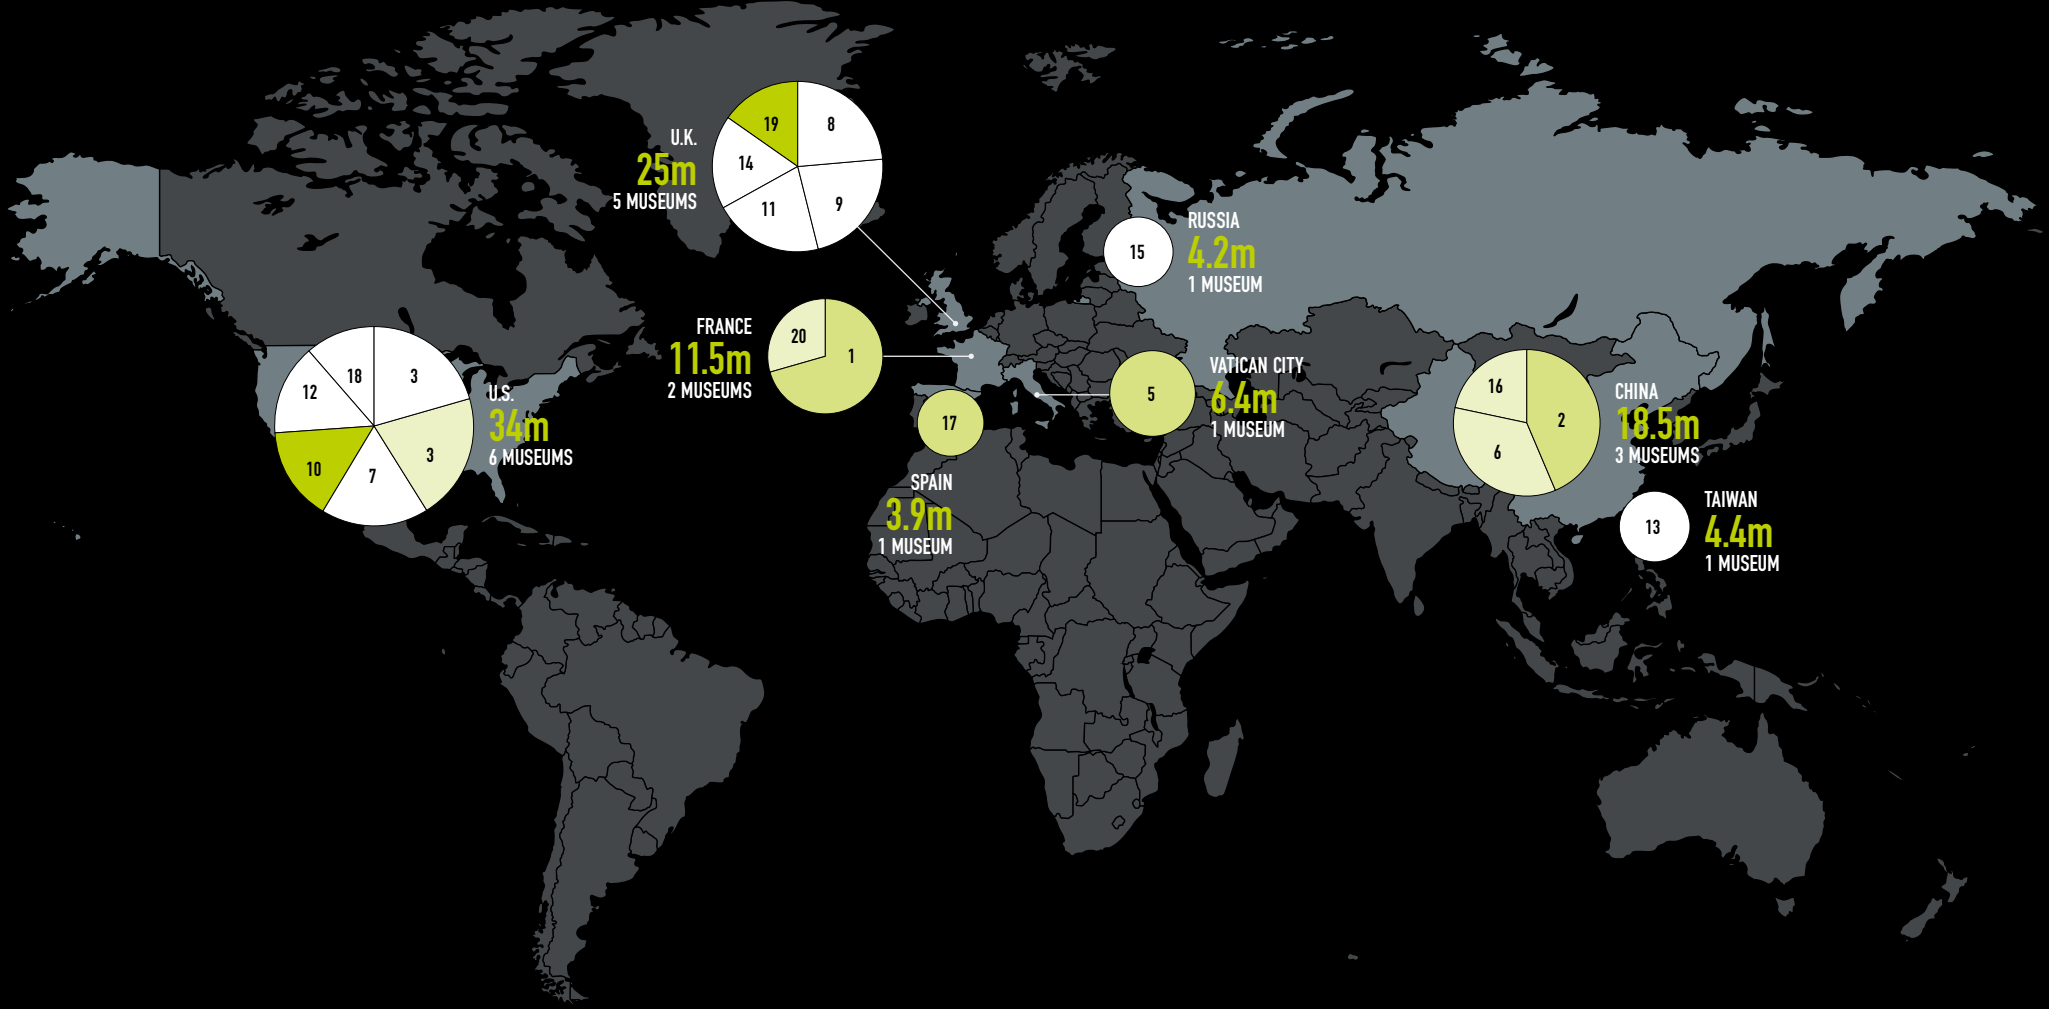 U.K.
25m
5 MUSEUMS
19
8
14
9
11
RUSSIA
4.2m
1 MUSEUM
15
FRANCE
11.5m
2 MUSEUMS
20
1
U.S.
34m
6 MUSEUMS
18
3
12
3
10
7
VATICAN CITY
6.4m
1 MUSEUM
5
17
SPAIN
3.9m
1 MUSEUM
CHINA
18.5m
3 MUSEUMS
16
2
6
TAIWAN
4.4m
1 MUSEUM
13